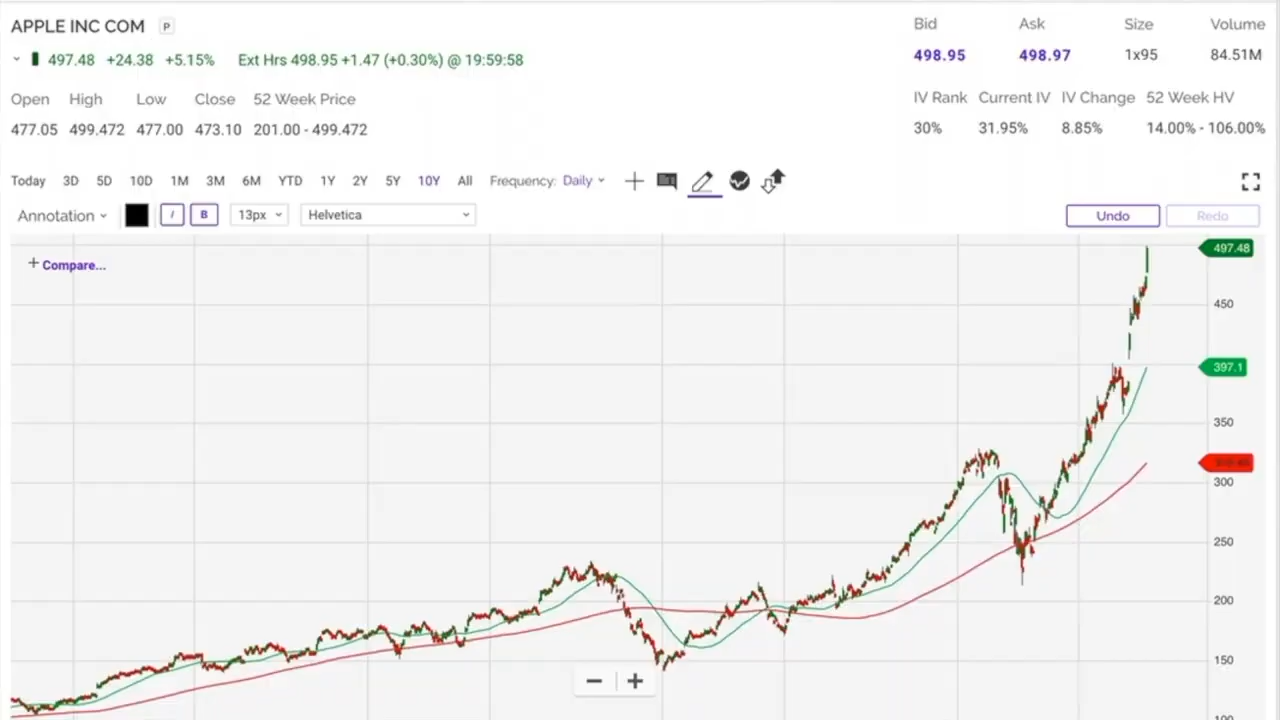 APPLE INC COM P
497.48 +24.38 +5.15% Ext Hrs 498.95 +1.47 (+0.30%) @ 19:59:58
Open High Low Close 52 Week Price
477.05 499.472 477.00 473.10 201.00 - 499.472
Bid Ask Size Volume
498.95 498.97 1x95 84.51M
IV Rank Current IV IV Change 52 Week HV
30% 31.95% 8.85% 14.00% - 106.00%
Today 3D 5D 10D 1M 3M 6M YTD 1Y 2Y 5Y 10Y All Frequency: Daily
Annotation I B 13px Helvetica Undo Redo
+ Compare...
497.48
450
397.1
350
300
250
200
150
100